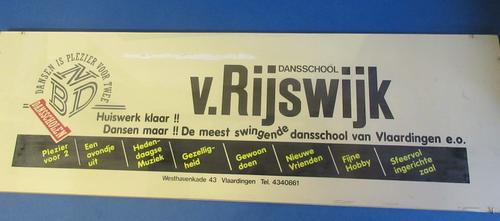 DANSEN IS PLEZIER VOOR TWEE
NBD
DANSSCHOLEN
DANSSCHOOL
v.Rijswijk
Huiswerk klaar !!
Dansen maar !! De meest swingende dansschool van Vlaardingen e.o.
Plezier voor 2
Een avondje uit
Heden-daagse Muziek
Gezellig-heid
Gewoon doen
Nieuwe Vrienden
Fijne Hobby
Sfeervol ingerichte zaal
Westhavenkade 43 Vlaardingen Tel. 4340661